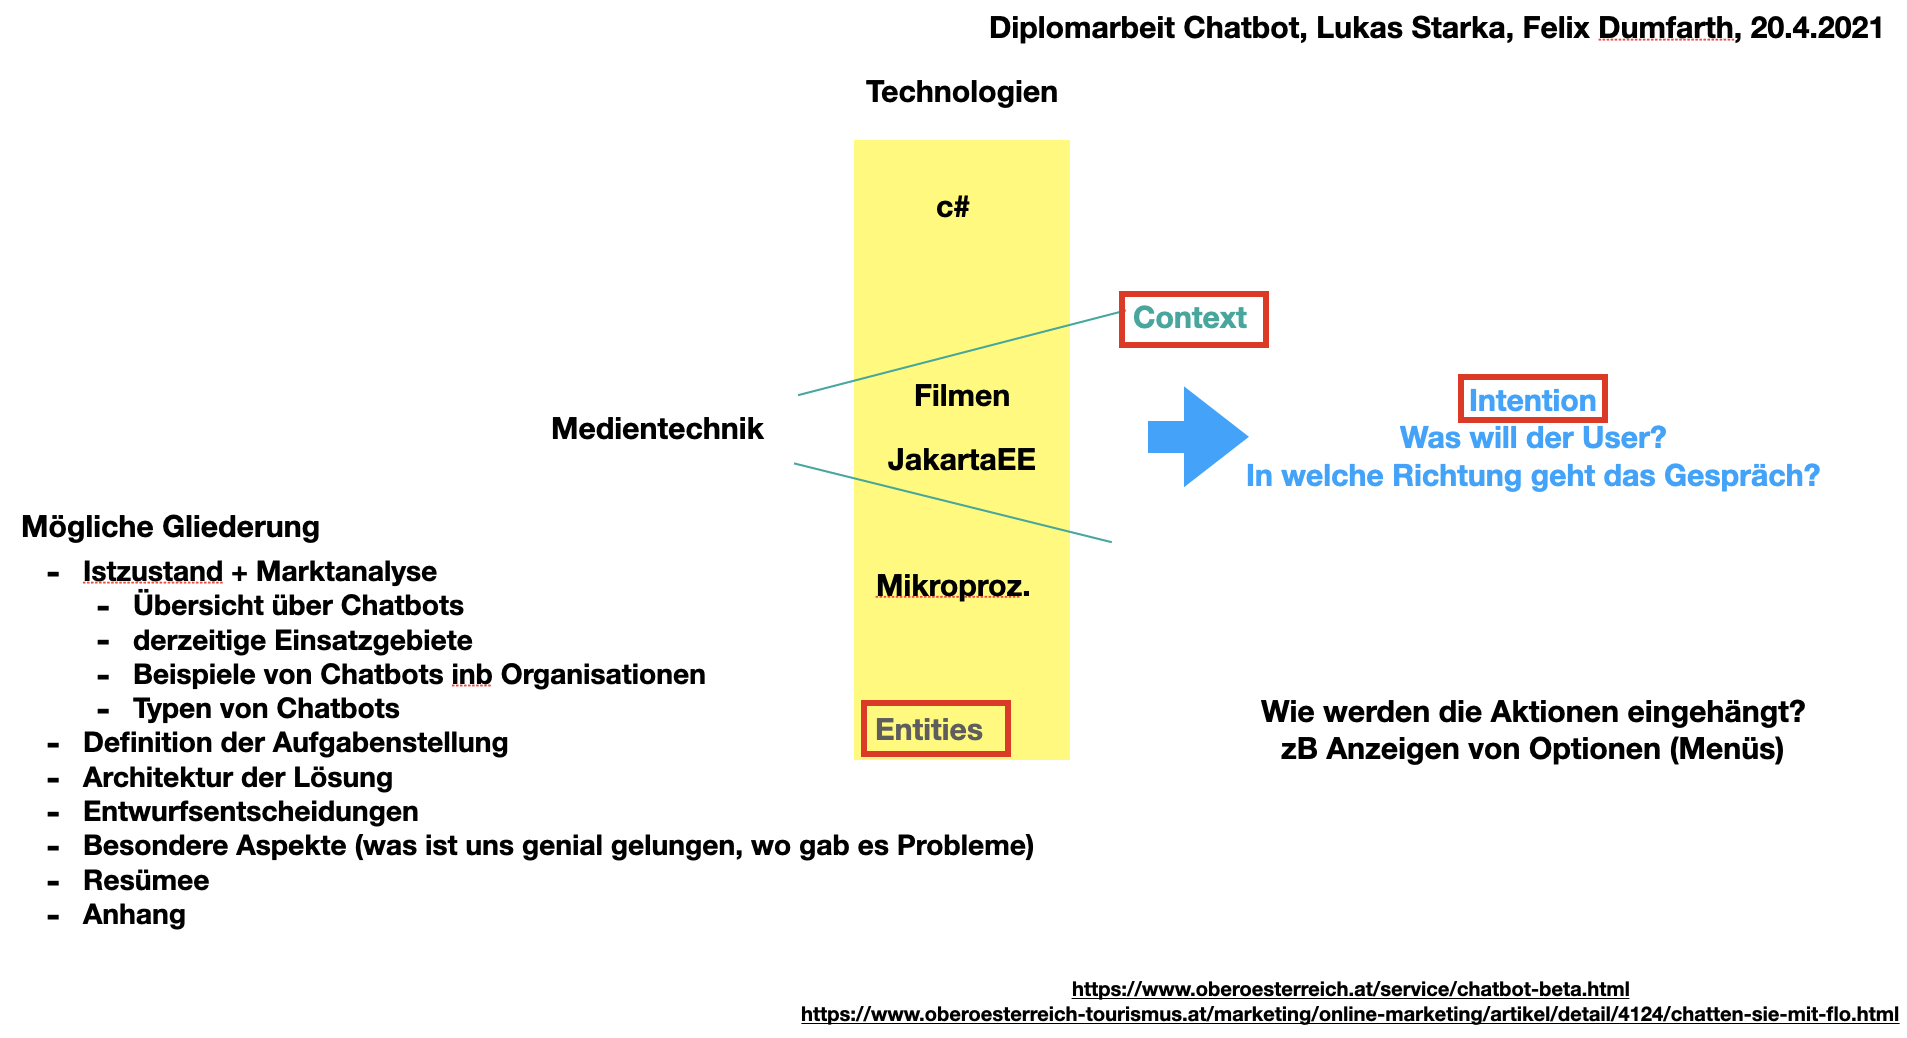 Diplomarbeit Chatbot, Lukas Starka, Felix Dumfarth, 20.4.2021
Technologien
c#
Context
Filmen
Medientechnik
JakartaEE
Intention
Was will der User?
In welche Richtung geht das Gespräch?
Mikroproz.
Entities
Wie werden die Aktionen eingehängt?
zB Anzeigen von Optionen (Menüs)
Mögliche Gliederung
- Istzustand + Marktanalyse
- Übersicht über Chatbots
- derzeitige Einsatzgebiete
- Beispiele von Chatbots inb Organisationen
- Typen von Chatbots
- Definition der Aufgabenstellung
- Architektur der Lösung
- Entwurfsentscheidungen
- Besondere Aspekte (was ist uns genial gelungen, wo gab es Probleme)
- Resümee
- Anhang
https://www.oberoesterreich.at/service/chatbot-beta.html
https://www.oberoesterreich-tourismus.at/marketing/online-marketing/artikel/detail/4124/chatten-sie-mit-flo.html